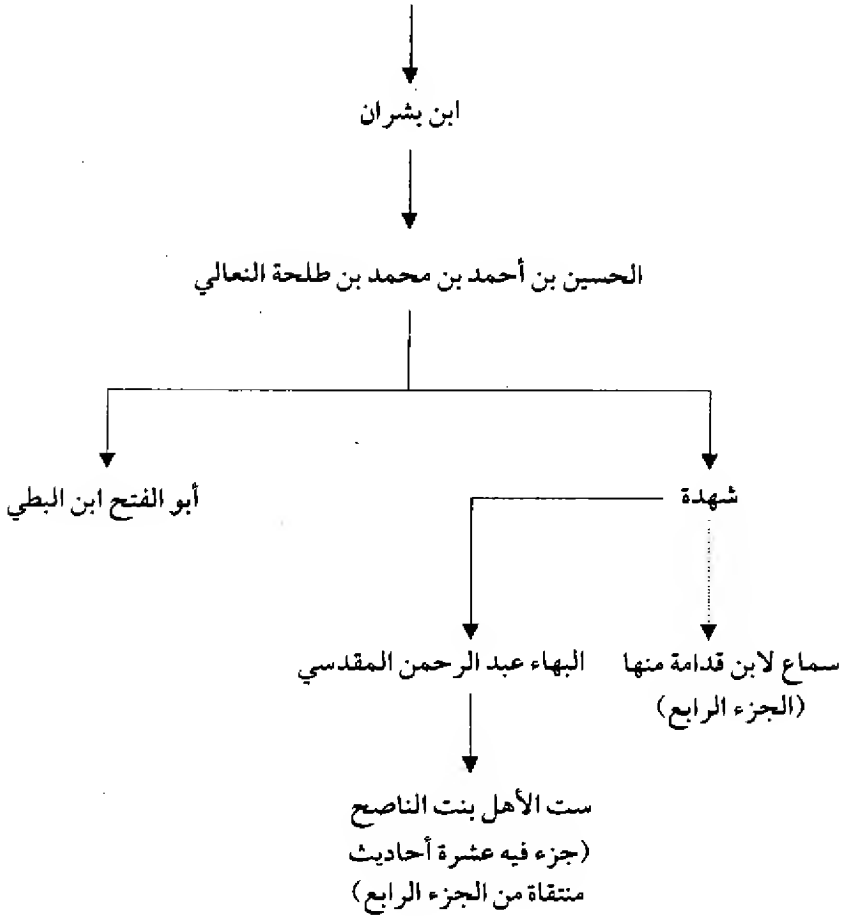 ابن بشران
الحسين بن أحمد بن محمد بن طلحة النعالي
شهدة
أبو الفتح ابن البطي
سماع لابن قدامة منها
(الجزء الرابع)
البهاء عبد الرحمن المقدسي
ست الأهل بنت الناصح
(جزء فيه عشرة أحاديث
منتقاة من الجزء الرابع)